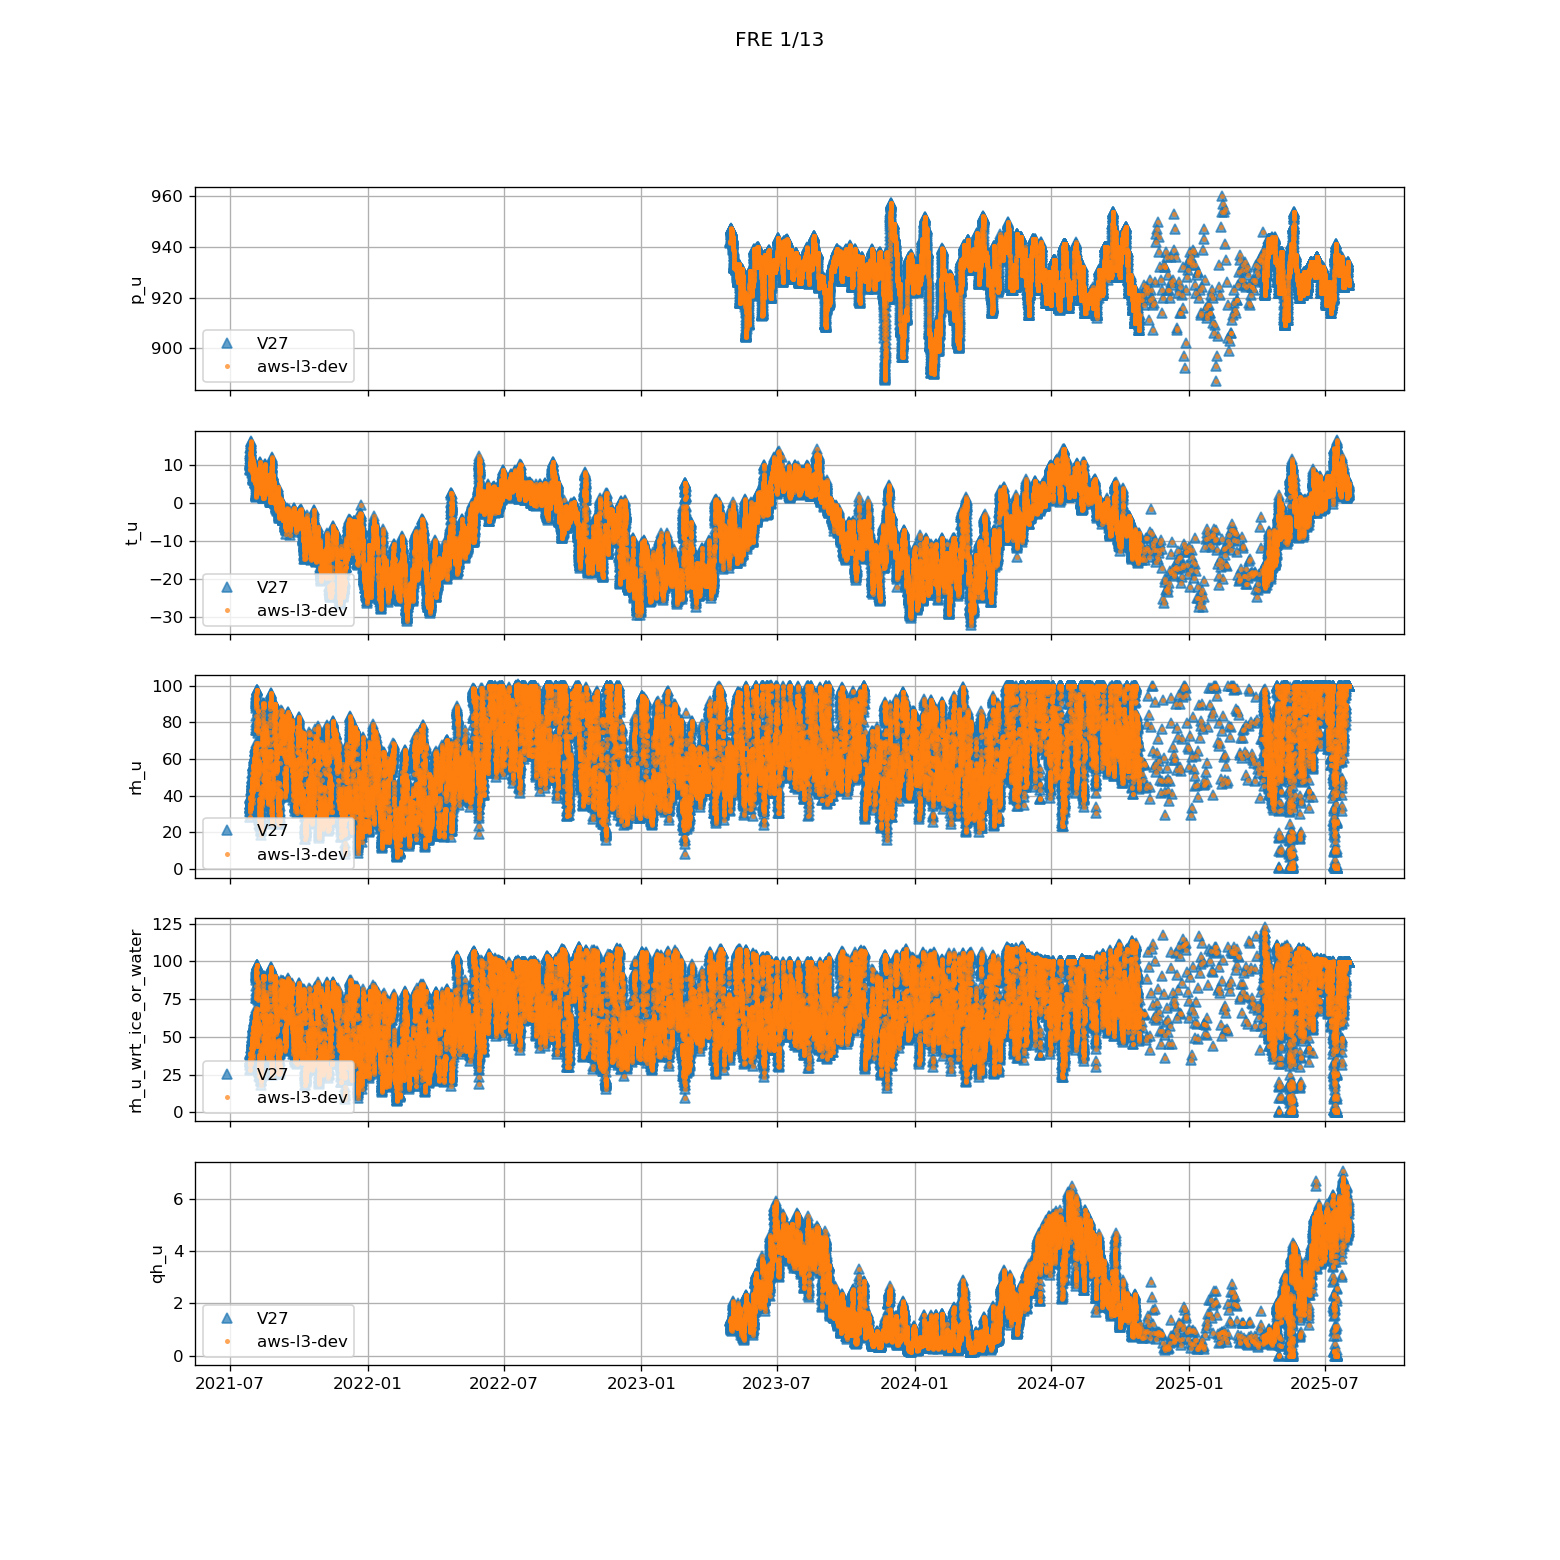 FRE 1/13
960
940
920
900
p_u
V27
aws-l3-dev
10
0
−10
−20
−30
t_u
V27
aws-l3-dev
100
80
60
40
20
0
rh_u
V27
aws-l3-dev
125
100
75
50
25
0
rh_u_wrt_ice_or_water
V27
aws-l3-dev
6
4
2
0
qh_u
V27
aws-l3-dev
2021-07 2022-01 2022-07 2023-01 2023-07 2024-01 2024-07 2025-01 2025-07